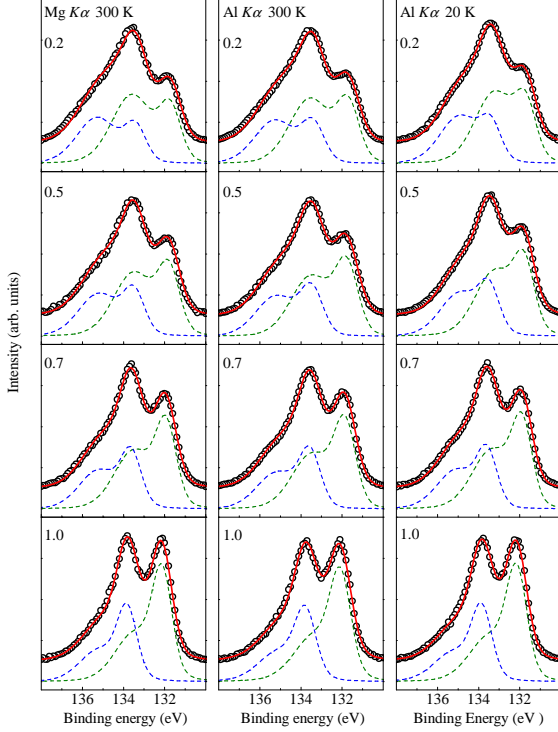 Mg Kα 300 K
Al Kα 300 K
Al Kα 20 K
0.2
0.2
0.2
0.5
0.5
0.5
Intensity (arb. units)
0.7
0.7
0.7
1.0
1.0
1.0
136 134 132
136 134 132
136 134 132
Binding energy (eV)
Binding energy (eV)
Binding Energy (eV)